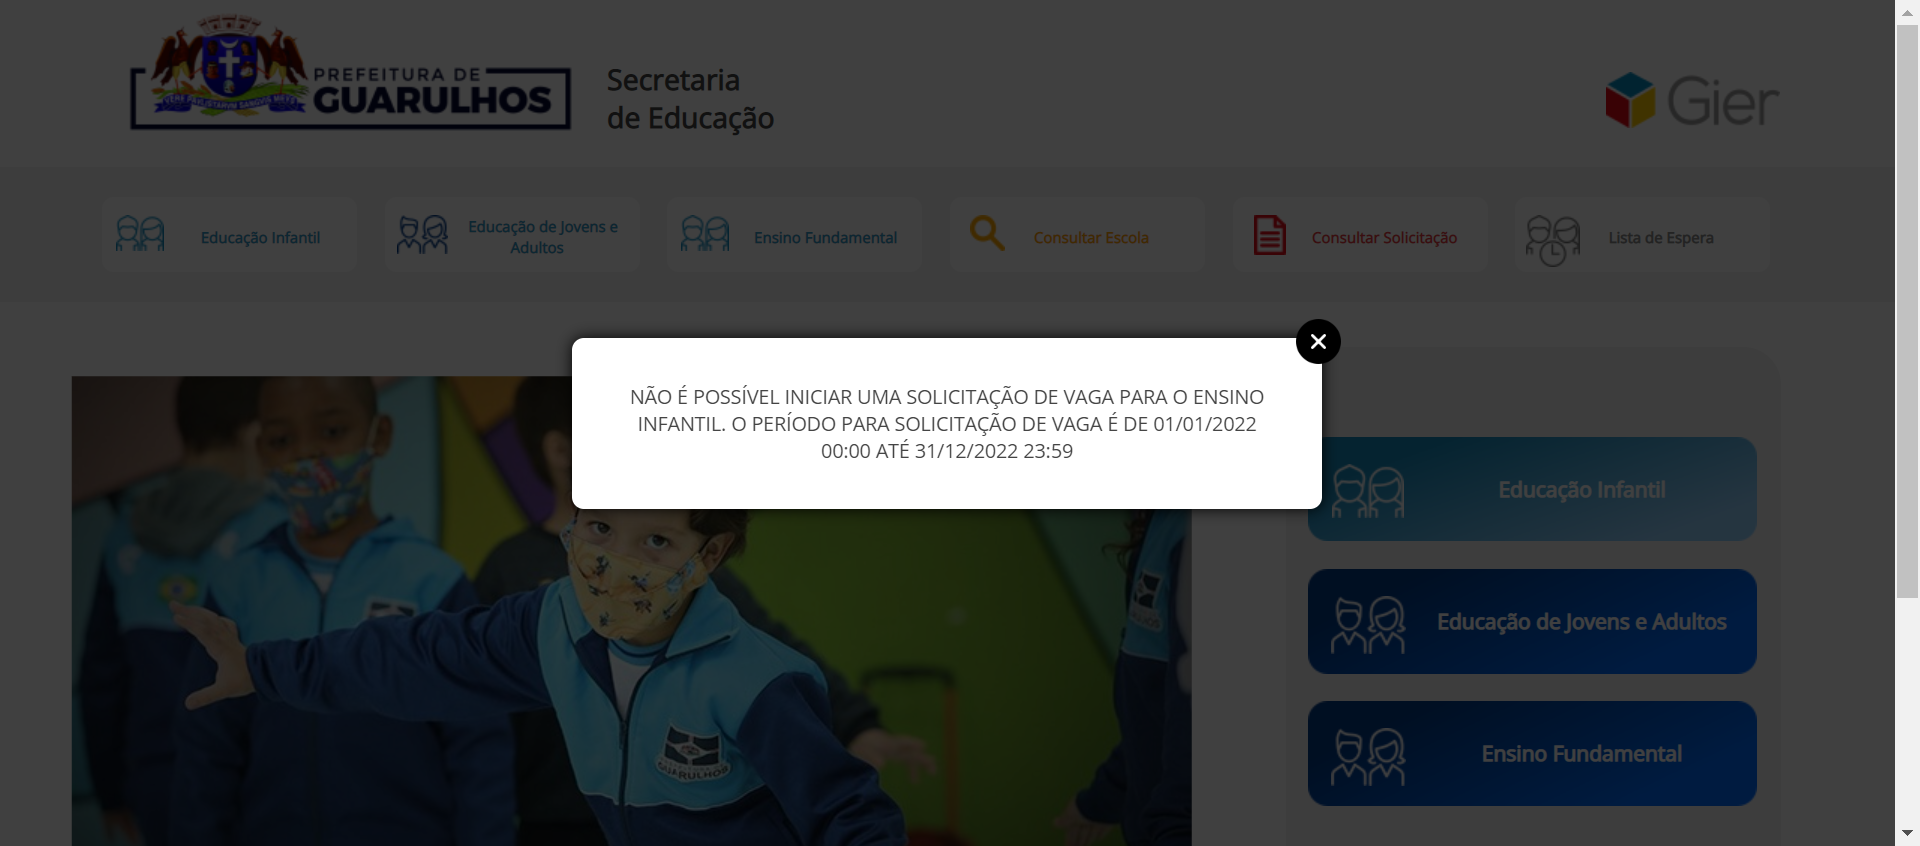 PREFEITURA DE
GUARULHOS
Secretaria
de Educação
Gier
Educação Infantil
Educação de Jovens e
Adultos
Ensino Fundamental
Consultar Escola
Consultar Solicitação
Lista de Espera
NÃO É POSSÍVEL INICIAR UMA SOLICITAÇÃO DE VAGA PARA O ENSINO
INFANTIL. O PERÍODO PARA SOLICITAÇÃO DE VAGA É DE 01/01/2022
00:00 ATÉ 31/12/2022 23:59
Educação Infantil
Educação de Jovens e Adultos
Ensino Fundamental
GUARULHOS